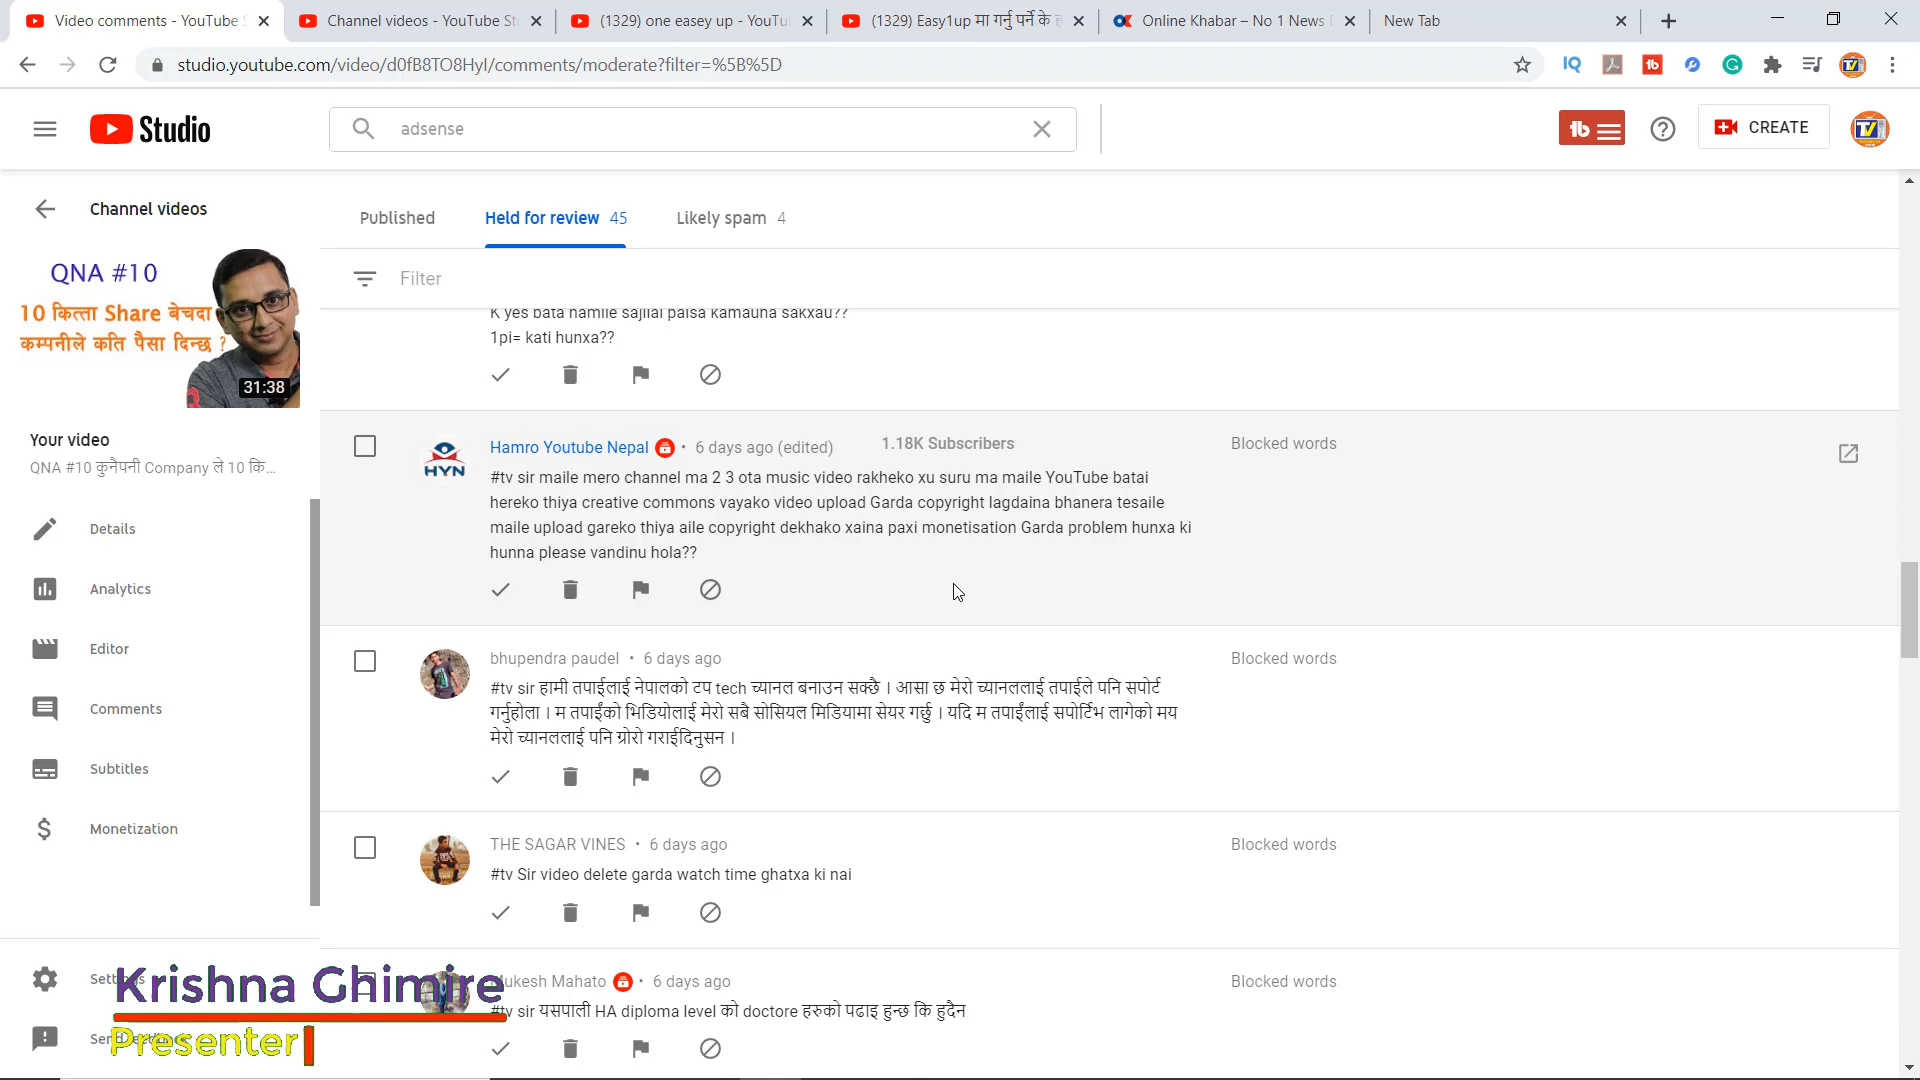 Video comments - YouTube S
Channel videos - YouTube St
(1329) one easey up - YouTu
(1329) Easy1up मा गर्नु पर्ने के
Online Khabar – No 1 News
New Tab
studio.youtube.com/video/d0fB8TO8HyI/comments/moderate?filter=%5B%5D
Studio
adsense
CREATE
Channel videos
QNA #10
10 कित्ता Share बेचदा
कम्पनीले कति पैसा दिन्छ ?
31:38
Your video
QNA #10 कुनैपनी Company ले 10 कि...
Details
Analytics
Editor
Comments
Subtitles
Monetization
Published
Held for review 45
Likely spam 4
Filter
K yes bata hamile sajilai paisa kamauna sakxau??
1pi= kati hunxa??
Hamro Youtube Nepal • 6 days ago (edited)
1.18K Subscribers
Blocked words
HYN
#tv sir maile mero channel ma 2 3 ota music video rakheko xu suru ma maile YouTube batai
hereko thiya creative commons vayako video upload Garda copyright lagdaina bhanera tesaile
maile upload gareko thiya aile copyright dekhako xaina paxi monetisation Garda problem hunxa ki
hunna please vandinu hola??
bhupendra paudel • 6 days ago
Blocked words
#tv sir हामी तपाईलाई नेपालको टप tech च्यानल बनाउन सक्छै । आसा छ मेरो च्यानललाई तपाईले पनि सपोर्ट
गर्नुहोला । म तपाईंको भिडियोलाई मेरो सबै सोसियल मिडियामा सेयर गर्छु । यदि म तपाईंलाई सपोर्टिभ लागेको मय
मेरो च्यानललाई पनि ग्रोरो गराईदिनुसन ।
THE SAGAR VINES • 6 days ago
Blocked words
#tv Sir video delete garda watch time ghatxa ki nai
Mukesh Mahato • 6 days ago
Blocked words
#tv sir यसपाली HA diploma level को doctore हरुको पढाइ हुन्छ कि हुदैन
Krishna Ghimire
Presenter